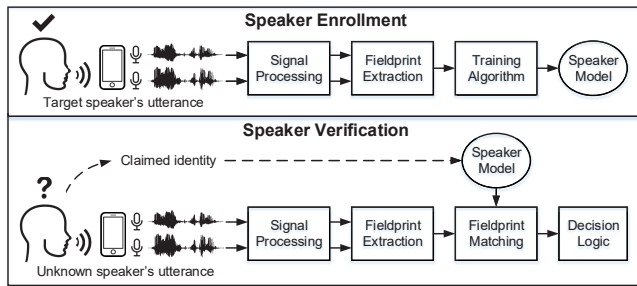 Speaker Enrollment
Target speaker's utterance
Signal
Processing
Fieldprint
Extraction
Training
Algorithm
Speaker
Model
Speaker Verification
?
Claimed identity
Speaker
Model
Unknown speaker's utterance
Signal
Processing
Fieldprint
Extraction
Fieldprint
Matching
Decision
Logic